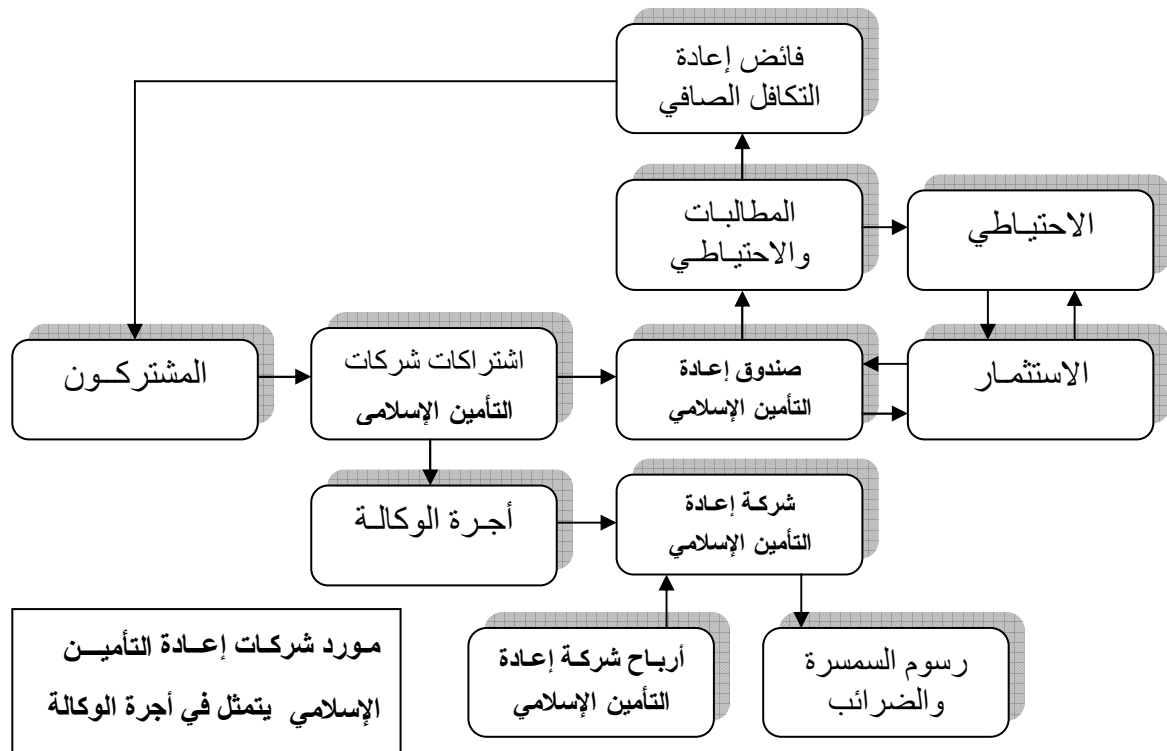 فائض إعادة
التكافل الصافي
المطالبات
والاحتياطي
الاحتياطي
المشتركون
اشتراكات شركات
التأمين الإسلامى
صندوق إعادة
التأمين الإسلامي
الاستثمار
أجرة الوكالة
شركة إعادة
التأمين الإسلامي
أرباح شركة إعادة
التأمين الإسلامي
رسوم السمسرة
والضرائب
مورد شركات إعادة التأمين
الإسلامي يتمثل في أجرة الوكالة